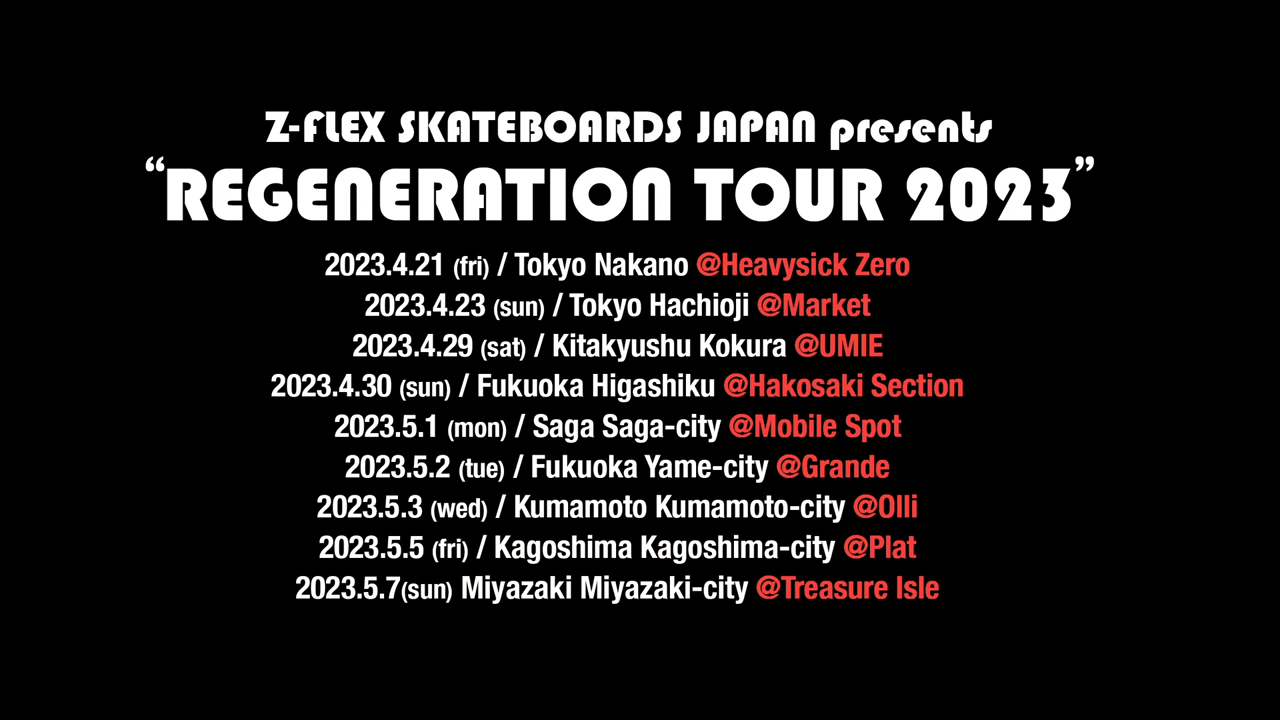 Z-FLEX SKATEBOARDS JAPAN presents
“REGENERATION TOUR 2023”
2023.4.21 (fri) / Tokyo Nakano @Heavysick Zero
2023.4.23 (sun) / Tokyo Hachioji @Market
2023.4.29 (sat) / Kitakyushu Kokura @UMIE
2023.4.30 (sun) / Fukuoka Higashiku @Hakosaki Section
2023.5.1 (mon) / Saga Saga-city @Mobile Spot
2023.5.2 (tue) / Fukuoka Yame-city @Grande
2023.5.3 (wed) / Kumamoto Kumamoto-city @Olli
2023.5.5 (fri) / Kagoshima Kagoshima-city @Plat
2023.5.7(sun) Miyazaki Miyazaki-city @Treasure Isle